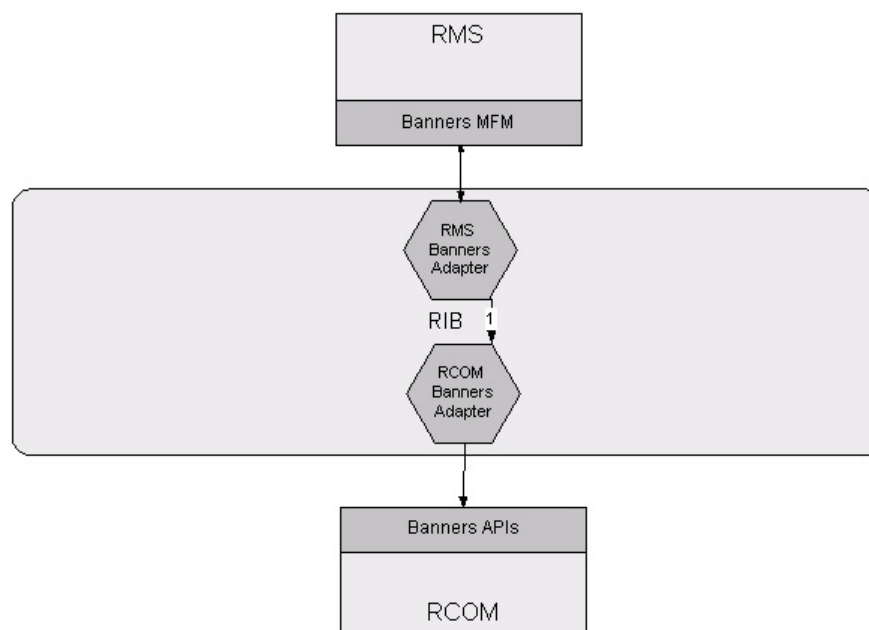 RMS
Banners MFM
RMS
Banners
Adapter
RIB 1
RCOM
Banners
Adapter
Banners APIs
RCOM